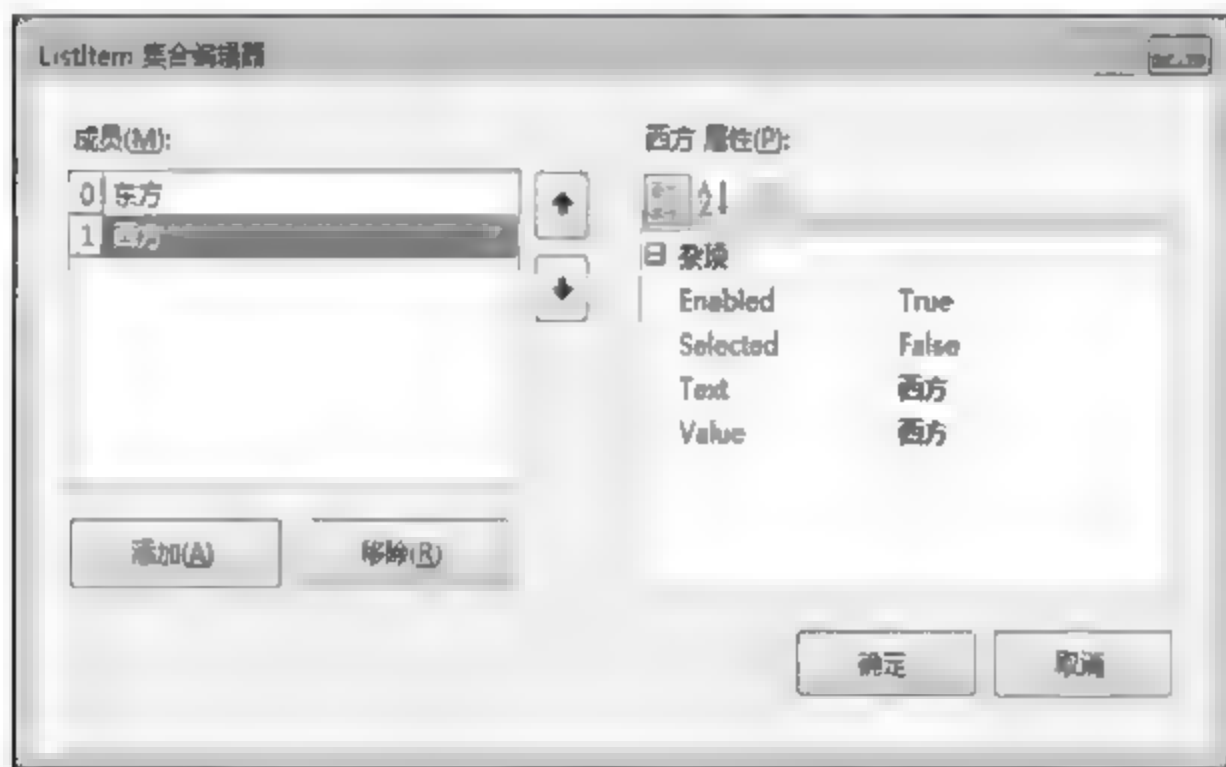 ListItem 集合编辑器
成员(M):
0 东方
1 西方
添加(A)
移除(R)
西方 属性(P):
杂项
Enabled True
Selected False
Text 西方
Value 西方
确定
取消